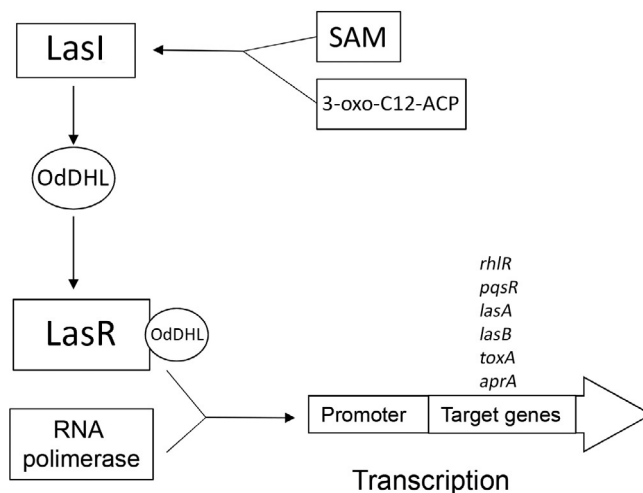 LasI
SAM
3-oxo-C12-ACP
OdDHL
LasR
OdDHL
RNA
polimerase
rhlR
pqsR
lasA
lasB
toxA
aprA
Promoter
Target genes
Transcription